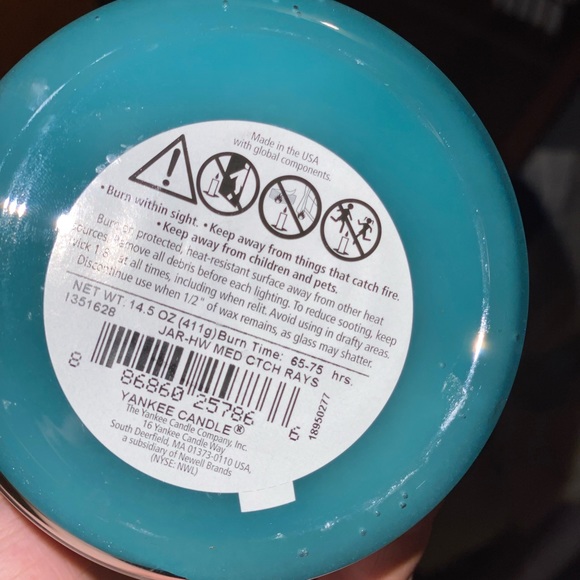 Made in the USA
with global components.
• Burn within sight. • Keep away from things that catch fire.
• Keep away from children and pets.
Burn on protected, heat-resistant surface away from other heat
sources. Remove all debris before each lighting. To reduce sooting, keep
wick 1/8" at all times, including when relit. Avoid using in drafty areas.
Discontinue use when 1/2" of wax remains, as glass may shatter.
NET WT. 14.5 OZ (411g) Burn Time: 65-75 hrs.
1351628
JAR-HW MED CTCH RAYS
8 86860 25786 6
18950277
YANKEE CANDLE®
The Yankee Candle Company, Inc.
16 Yankee Candle Way
South Deerfield, MA 01373-0110 USA,
a subsidiary of Newell Brands
(NYSE: NWL)